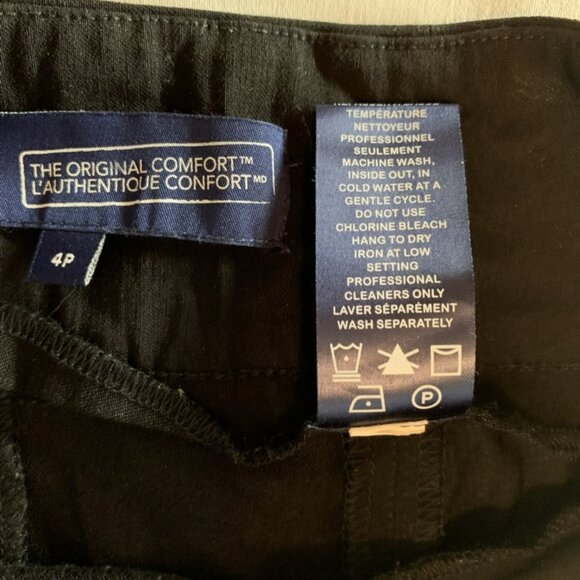 THE ORIGINAL COMFORT™
L'AUTHENTIQUE CONFORT MD
4P
TEMPÉRATURE
NETTOYEUR
PROFESSIONNEL
SEULEMENT
MACHINE WASH,
INSIDE OUT, IN
COLD WATER AT A
GENTLE CYCLE.
DO NOT USE
CHLORINE BLEACH
HANG TO DRY
IRON AT LOW
SETTING
PROFESSIONAL
CLEANERS ONLY
LAVER SÉPARÉMENT
WASH SEPARATELY
P